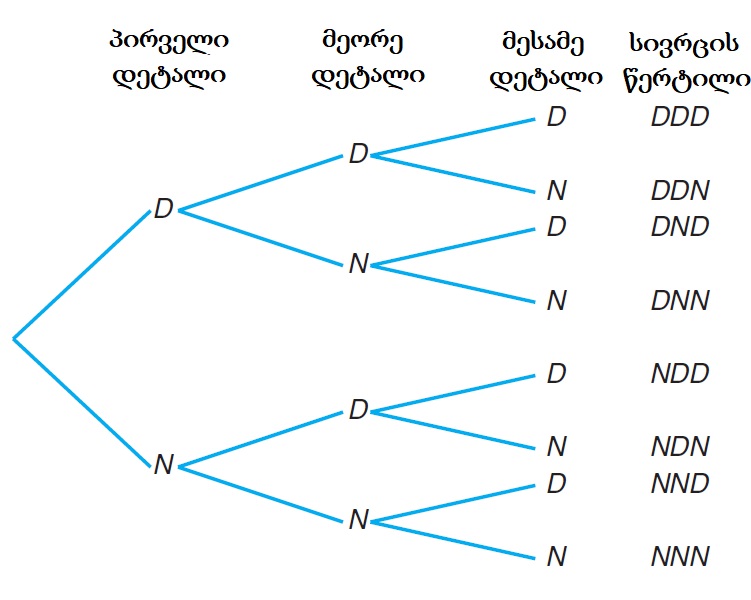 პირველი მეორე მესამე სივრცის
დეტალი დეტალი დეტალი წერტილი
D DDD
D
N DDN
D
D DND
N
N DNN
D NDD
D
N NDN
N
D NND
N
N NNN